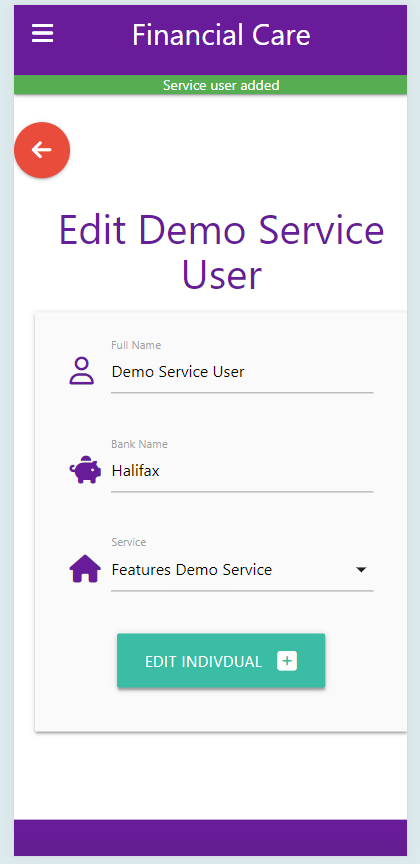 Financial Care
Service user added
Edit Demo Service
User
Full Name
Demo Service User
Bank Name
Halifax
Service
Features Demo Service
EDIT INDIVDUAL